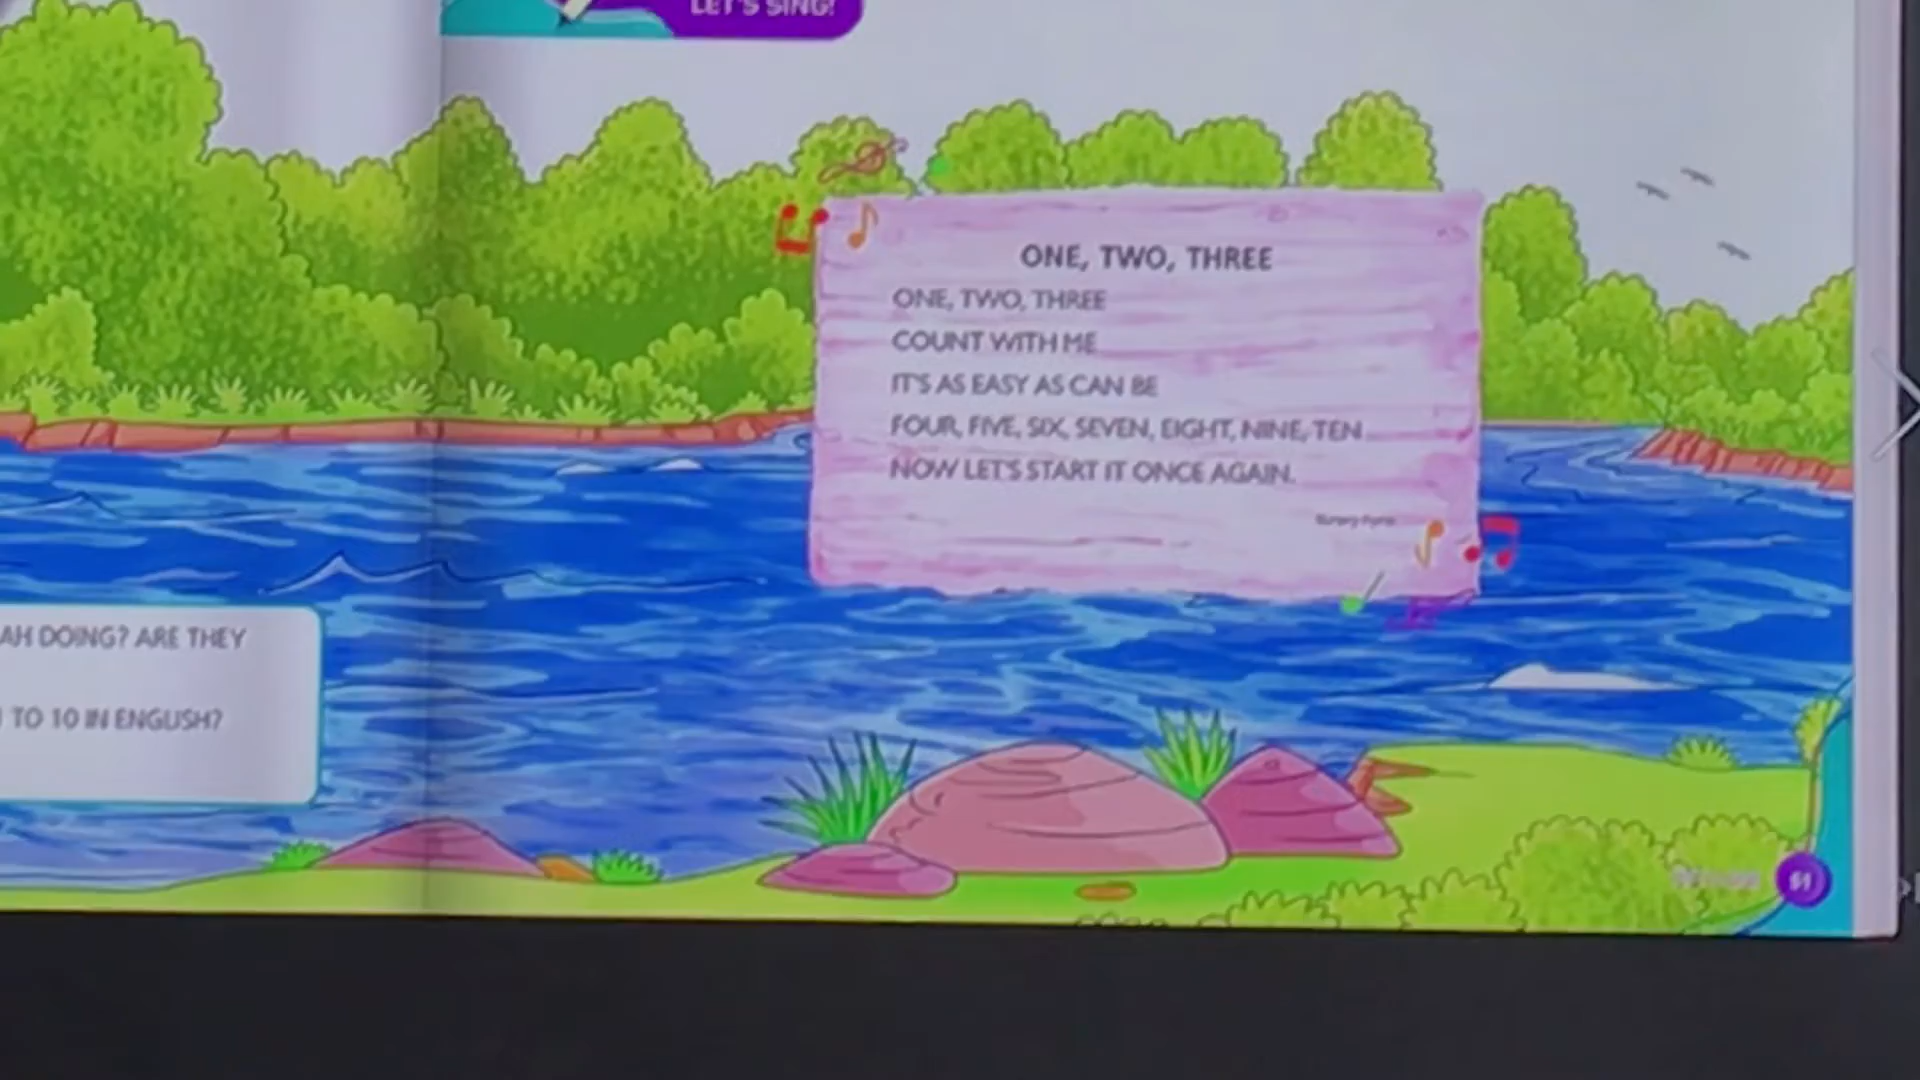 LET'S SING!
ONE, TWO, THREE
ONE, TWO, THREE
COUNT WITH ME
IT'S AS EASY AS CAN BE
FOUR, FIVE, SIX, SEVEN, EIGHT, NINE, TEN
NOW LET'S START IT ONCE AGAIN.
AH DOING? ARE THEY
TO 10 IN ENGLISH?
51